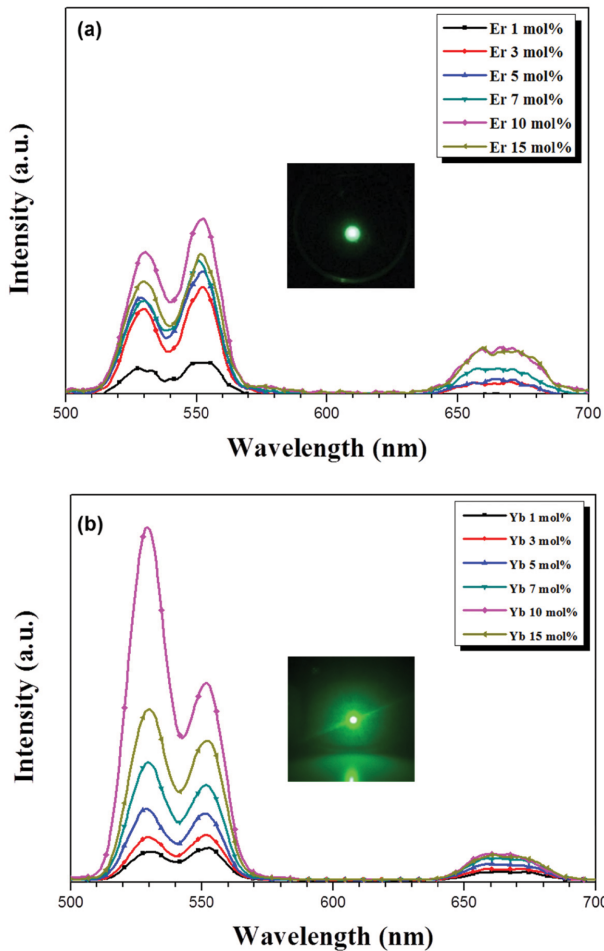 (a)
Er 1 mol%
Er 3 mol%
Er 5 mol%
Er 7 mol%
Er 10 mol%
Er 15 mol%
Intensity (a.u.)
500 550 600 650 700
Wavelength (nm)
(b)
Yb 1 mol%
Yb 3 mol%
Yb 5 mol%
Yb 7 mol%
Yb 10 mol%
Yb 15 mol%
Intensity (a.u.)
500 550 600 650 700
Wavelength (nm)